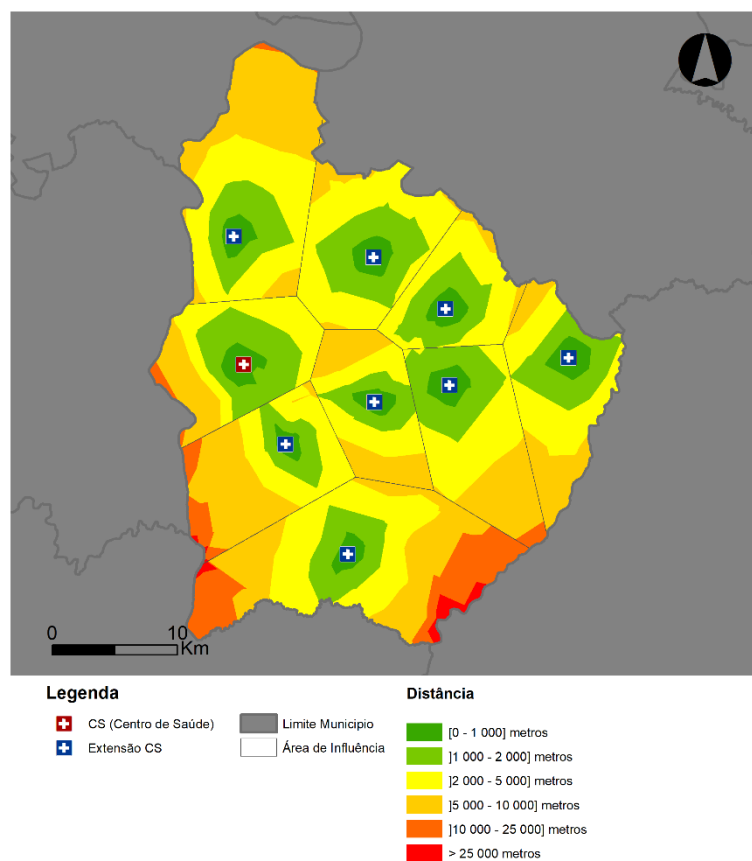 0 10
Km
Legenda
CS (Centro de Saúde)
Extensão CS
Limite Municipio
Área de Influência
Distância
[0 - 1 000] metros
]1 000 - 2 000] metros
]2 000 - 5 000] metros
]5 000 - 10 000] metros
]10 000 - 25 000] metros
> 25 000 metros